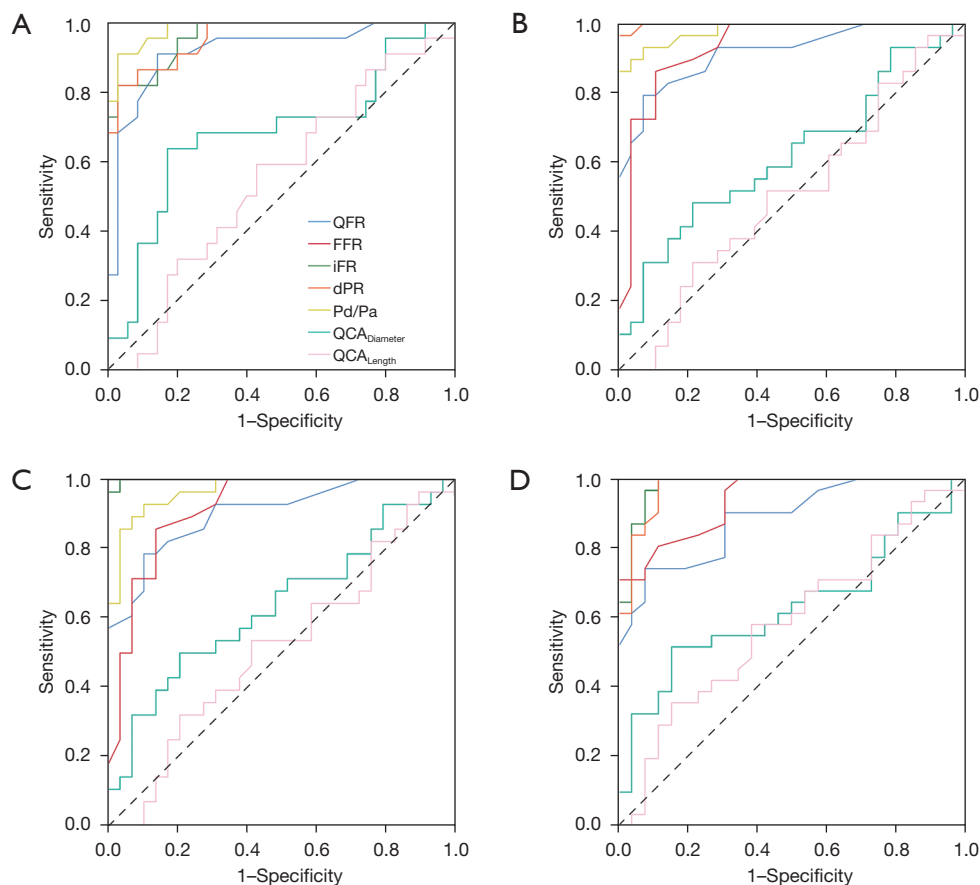 A
1.0
0.8
0.6
0.4
0.2
0.0
Sensitivity
0.0 0.2 0.4 0.6 0.8 1.0
1–Specificity
QFR
FFR
iFR
dPR
Pd/Pa
QCADiameter
QCALength
B
1.0
0.8
0.6
0.4
0.2
0.0
Sensitivity
0.0 0.2 0.4 0.6 0.8 1.0
1–Specificity
C
1.0
0.8
0.6
0.4
0.2
0.0
Sensitivity
0.0 0.2 0.4 0.6 0.8 1.0
1–Specificity
D
1.0
0.8
0.6
0.4
0.2
0.0
Sensitivity
0.0 0.2 0.4 0.6 0.8 1.0
1–Specificity